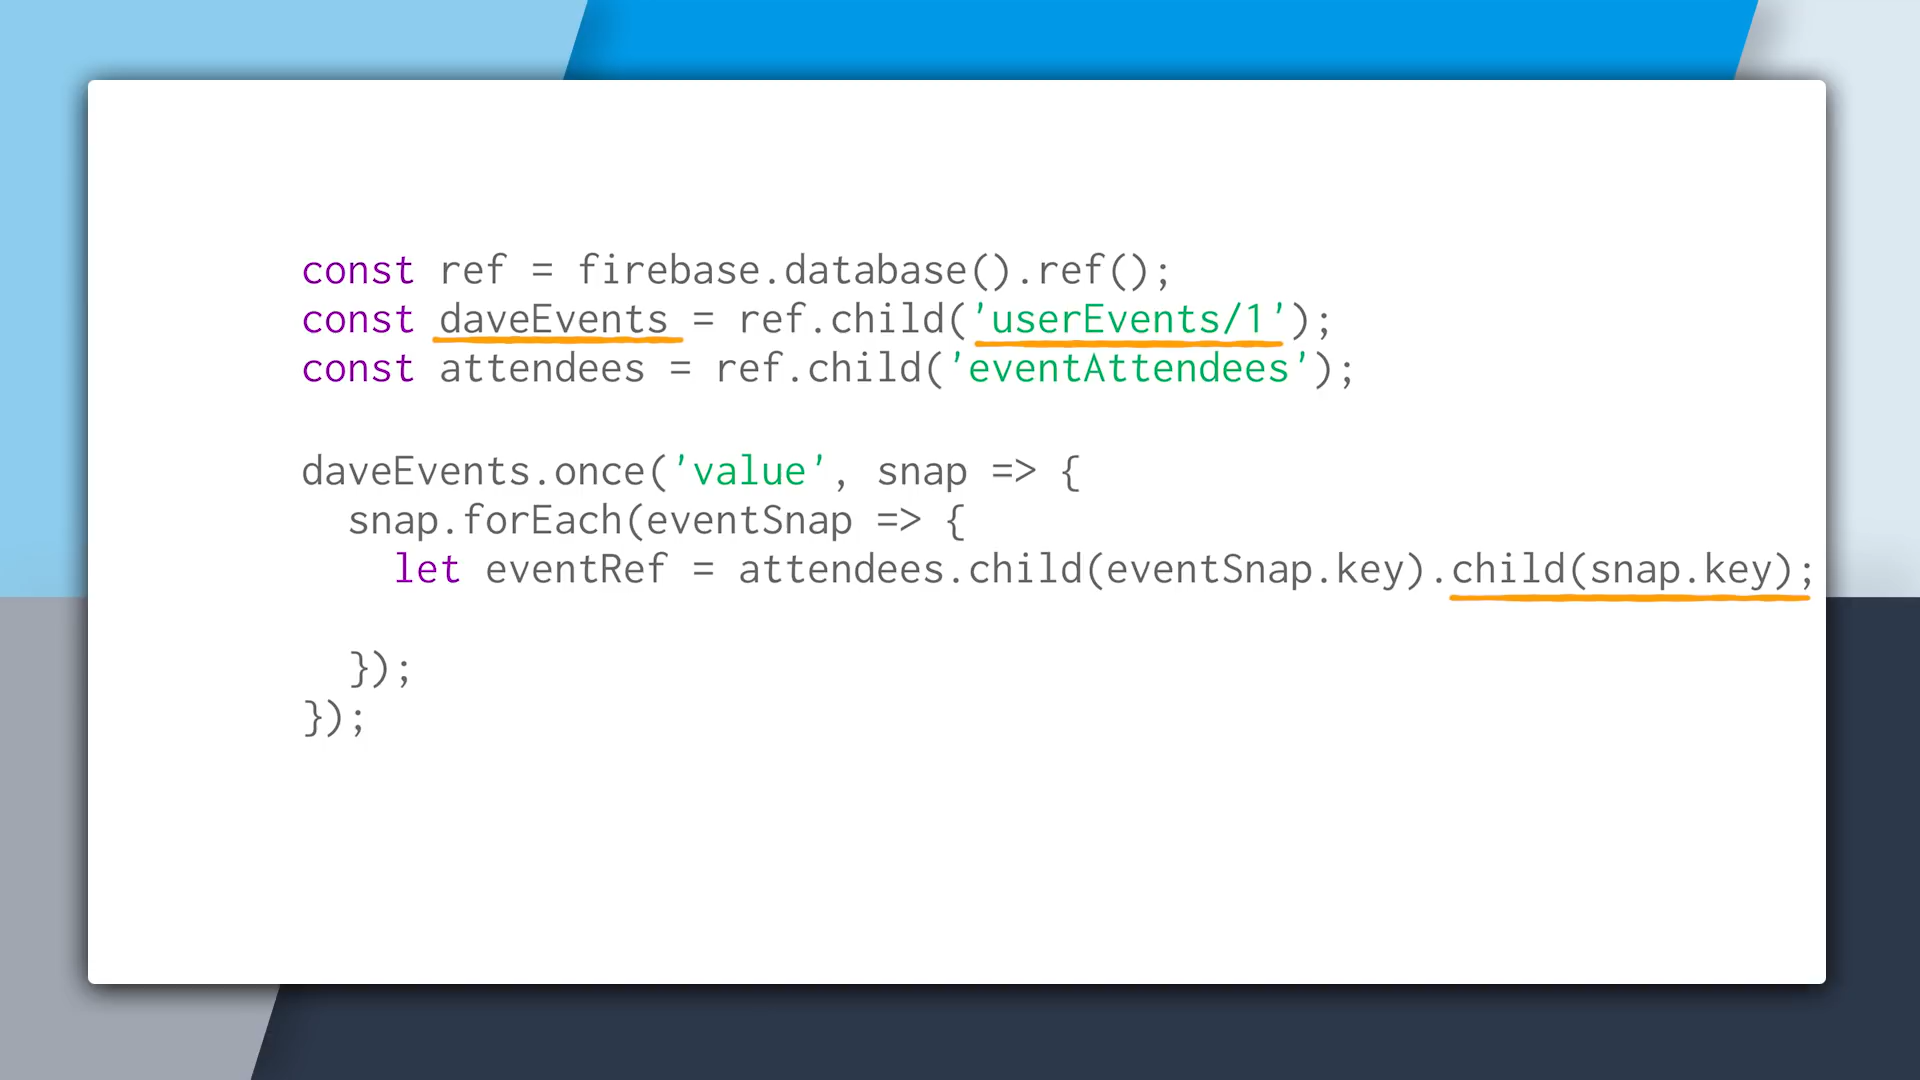 const ref = firebase.database().ref();
const daveEvents = ref.child('userEvents/1');
const attendees = ref.child('eventAttendees');
daveEvents.once('value', snap => {
  snap.forEach(eventSnap => {
    let eventRef = attendees.child(eventSnap.key).child(snap.key);
  });
});